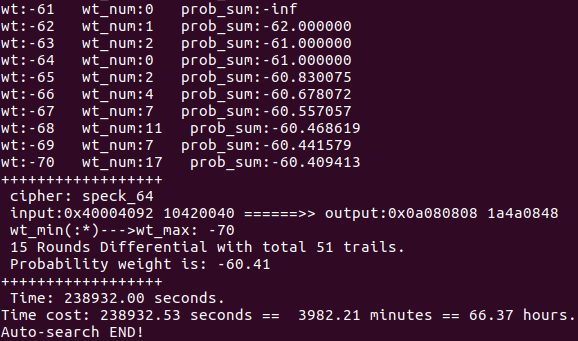 wt:-61   wt_num:0   prob_sum:-inf
wt:-62   wt_num:1   prob_sum:-62.000000
wt:-63   wt_num:2   prob_sum:-61.000000
wt:-64   wt_num:0   prob_sum:-61.000000
wt:-65   wt_num:2   prob_sum:-60.830075
wt:-66   wt_num:4   prob_sum:-60.678072
wt:-67   wt_num:7   prob_sum:-60.557057
wt:-68   wt_num:11   prob_sum:-60.468619
wt:-69   wt_num:7   prob_sum:-60.441579
wt:-70   wt_num:17   prob_sum:-60.409413
++++++++++++++++++
 cipher: speck_64
 input:0x40004092 10420040 ======>> output:0x0a080808 1a4a0848
 wt_min(:*)--->wt_max: -70
 15 Rounds Differential with total 51 trails.
 Probability weight is: -60.41
++++++++++++++++++
 Time: 238932.00 seconds.
Time cost: 238932.53 seconds ==  3982.21 minutes == 66.37 hours.
Auto-search END!